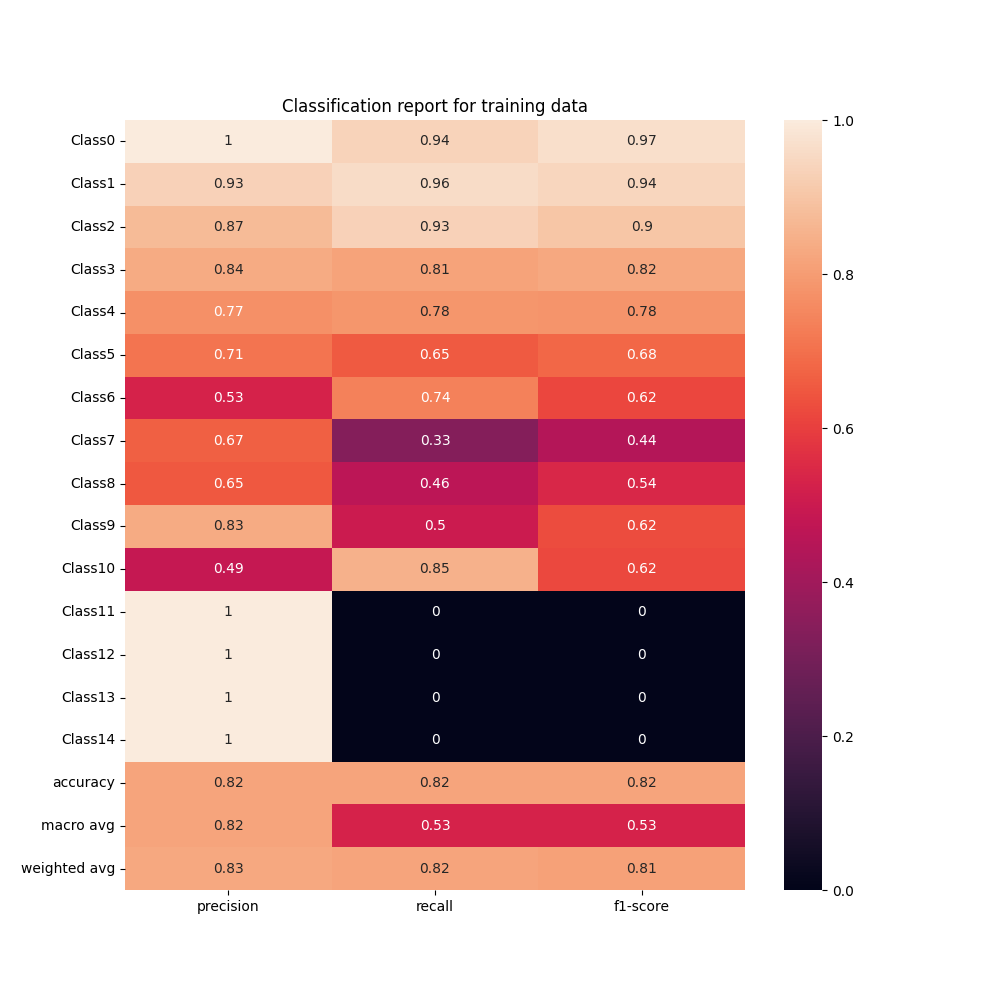 Classification report for training data
Class0 1 0.94 0.97
Class1 0.93 0.96 0.94
Class2 0.87 0.93 0.9
Class3 0.84 0.81 0.82
Class4 0.77 0.78 0.78
Class5 0.71 0.65 0.68
Class6 0.53 0.74 0.62
Class7 0.67 0.33 0.44
Class8 0.65 0.46 0.54
Class9 0.83 0.5 0.62
Class10 0.49 0.85 0.62
Class11 1 0 0
Class12 1 0 0
Class13 1 0 0
Class14 1 0 0
accuracy 0.82 0.82 0.82
macro avg 0.82 0.53 0.53
weighted avg 0.83 0.82 0.81
precision recall f1-score
1.0
0.8
0.6
0.4
0.2
0.0